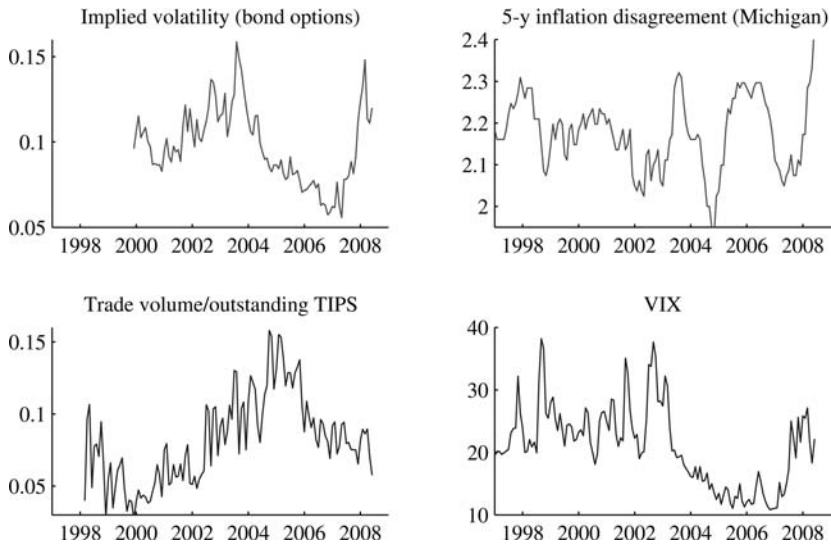 Implied volatility (bond options)
0.15
0.1
0.05
1998 2000 2002 2004 2006 2008
5-y inflation disagreement (Michigan)
2.4
2.3
2.2
2.1
2
1998 2000 2002 2004 2006 2008
Trade volume/outstanding TIPS
0.15
0.1
0.05
1998 2000 2002 2004 2006 2008
VIX
40
30
20
10
1998 2000 2002 2004 2006 2008